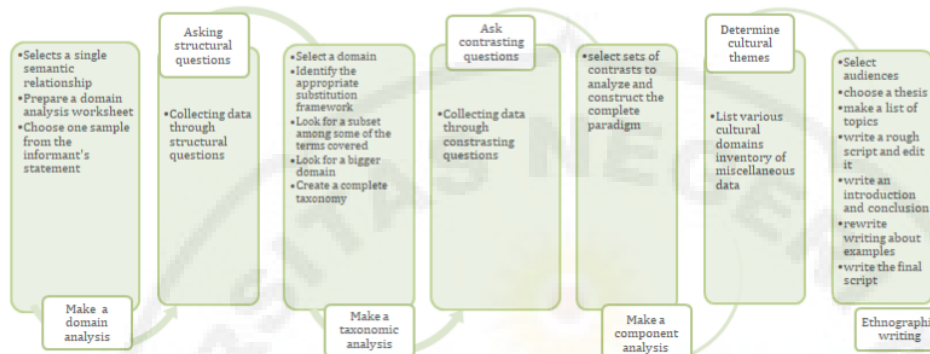 •Selects a single
semantic
relationship
•Prepare a domain
analysis worksheet
•Choose one sample
from the
informant's
statement
Make a
domain
analysis
Asking
structural
questions
•Collecting data
through
structural
questions
•Select a domain
•Identify the
appropriate
substitution
framework
•Look for a subset
among some of the
terms covered
•Look for a bigger
domain
•Create a complete
taxonomy
Make a
taxonomic
analysis
Ask
contrasting
questions
•Collecting data
through
constrasting
questions
•select sets of
contrasts to
analyze and
construct the
complete
paradigm
Make a
component
analysis
Determine
cultural
themes
•List various
cultural
domains
inventory of
miscellaneous
data
•Select
audiences
•choose a thesis
•make a list of
topics
•write a rough
script and edit
it
•write an
introduction
and conclusion
•rewrite
writing about
examples
•write the final
script
Ethnographi
writing
RSITAS NEGER